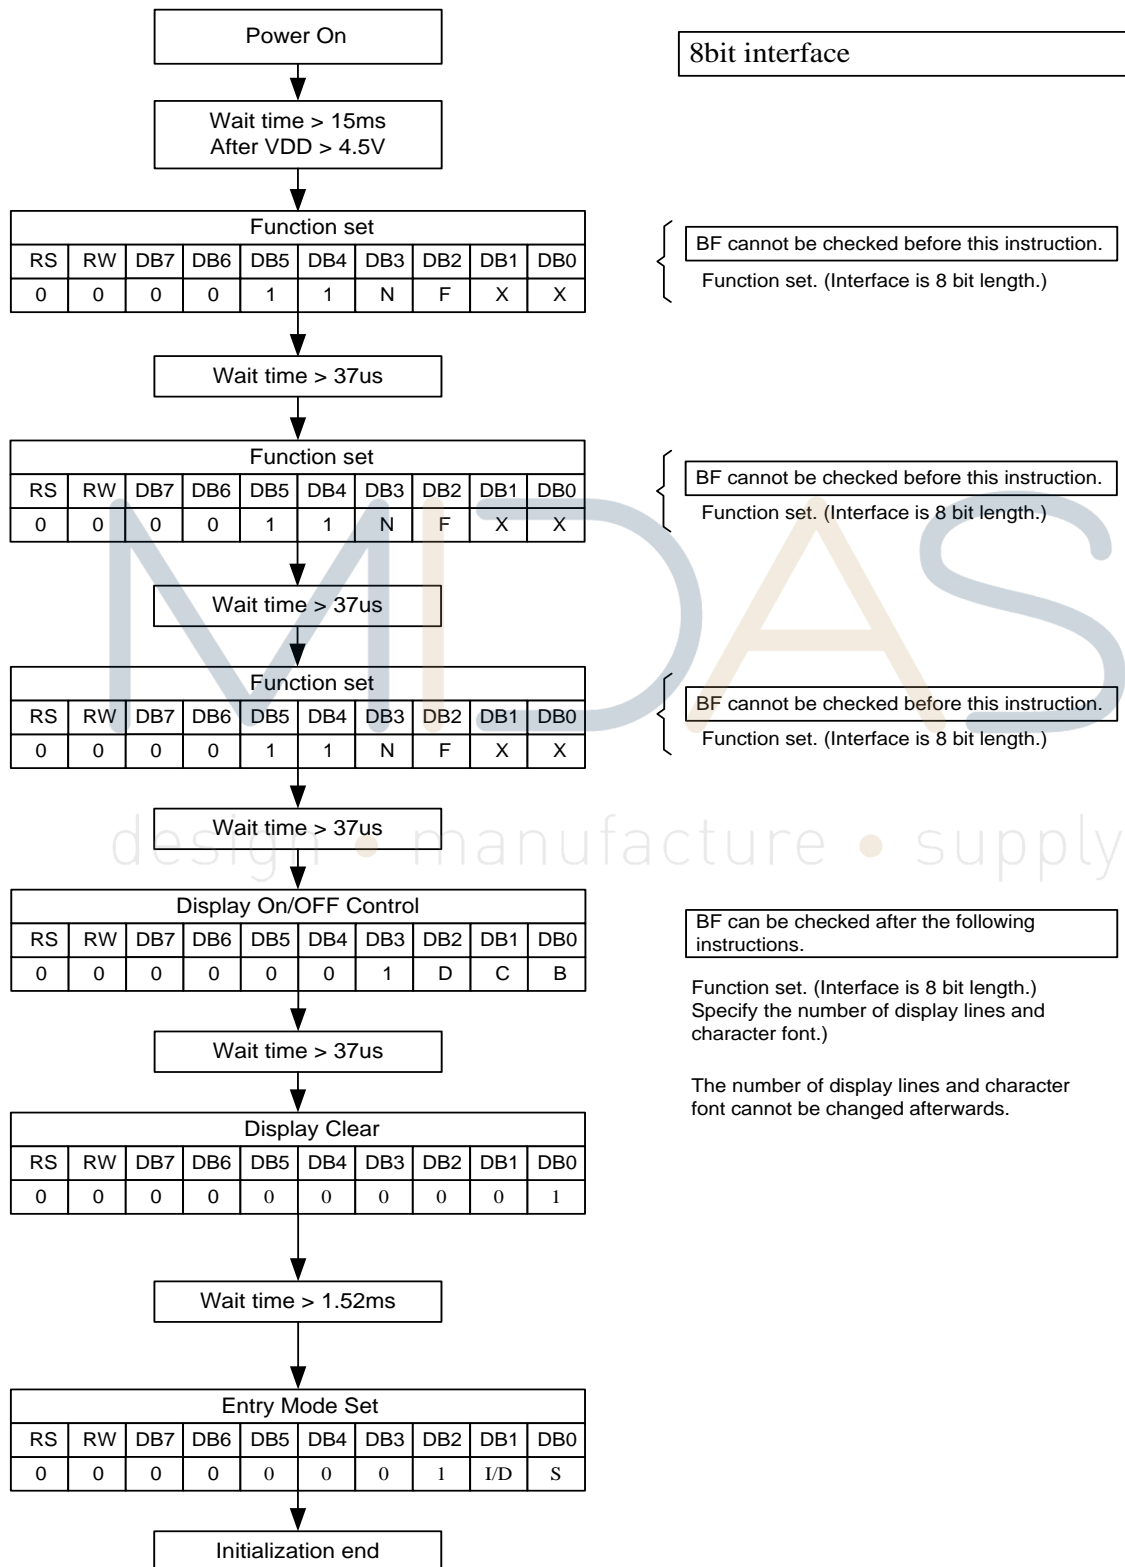 Power On
8bit interface
Wait time > 15ms
After VDD > 4.5V
Function set
RS RW DB7 DB6 DB5 DB4 DB3 DB2 DB1 DB0
0 0 0 0 1 1 N F X X
BF cannot be checked before this instruction.
Function set. (Interface is 8 bit length.)
Wait time > 37us
Function set
RS RW DB7 DB6 DB5 DB4 DB3 DB2 DB1 DB0
0 0 0 0 1 1 N F X X
BF cannot be checked before this instruction.
Function set. (Interface is 8 bit length.)
MIDAS
Wait time > 37us
Function set
RS RW DB7 DB6 DB5 DB4 DB3 DB2 DB1 DB0
0 0 0 0 1 1 N F X X
BF cannot be checked before this instruction.
Function set. (Interface is 8 bit length.)
Wait time > 37us
design • manufacture • supply
Display On/OFF Control
RS RW DB7 DB6 DB5 DB4 DB3 DB2 DB1 DB0
0 0 0 0 0 0 1 D C B
BF can be checked after the following
instructions.
Function set. (Interface is 8 bit length.)
Specify the number of display lines and
character font.)
The number of display lines and character
font cannot be changed afterwards.
Wait time > 37us
Display Clear
RS RW DB7 DB6 DB5 DB4 DB3 DB2 DB1 DB0
0 0 0 0 0 0 0 0 0 1
Wait time > 1.52ms
Entry Mode Set
RS RW DB7 DB6 DB5 DB4 DB3 DB2 DB1 DB0
0 0 0 0 0 0 0 1 I/D S
Initialization end